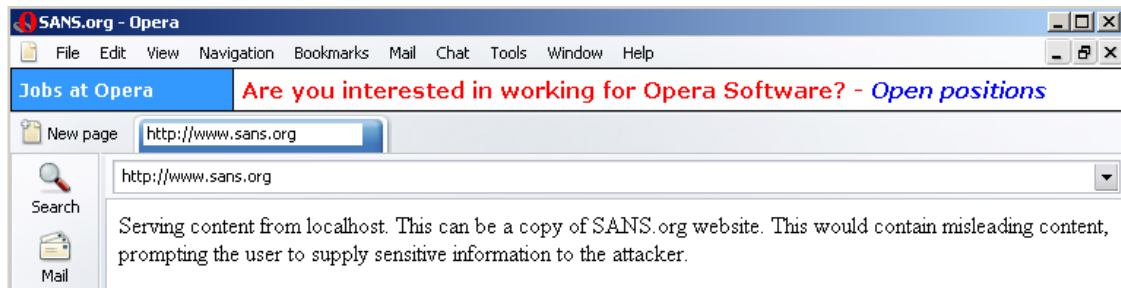 SANS.org - Opera
File Edit View Navigation Bookmarks Mail Chat Tools Window Help
Jobs at Opera Are you interested in working for Opera Software? - Open positions
New page http://www.sans.org
http://www.sans.org
Search
Serving content from localhost. This can be a copy of SANS.org website. This would contain misleading content,
prompting the user to supply sensitive information to the attacker.
Mail